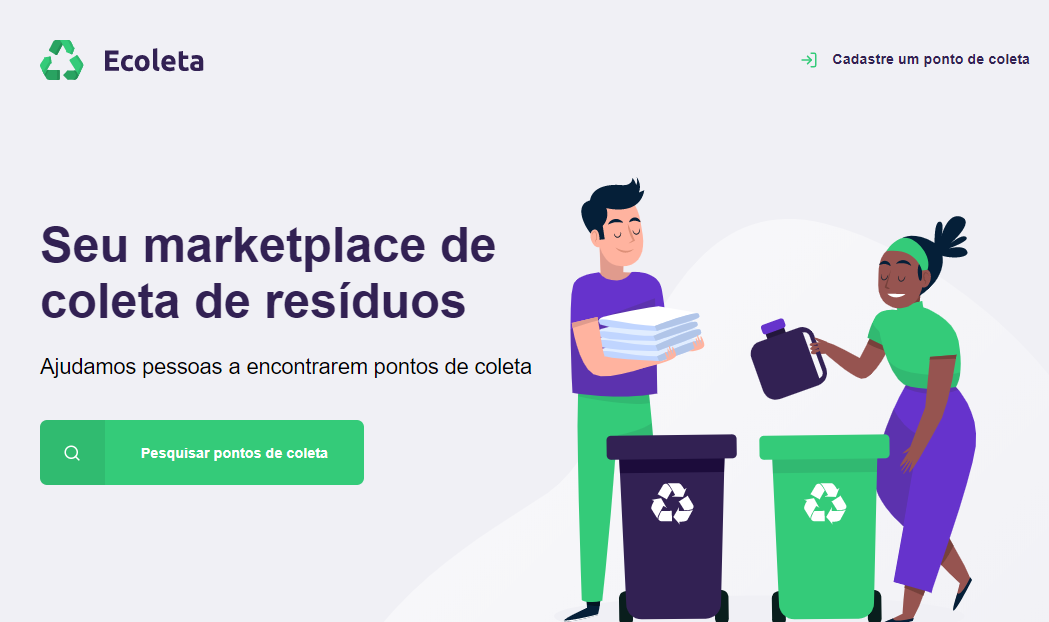 Ecoleta
Cadastre um ponto de coleta
Seu marketplace de
coleta de resíduos
Ajudamos pessoas a encontrarem pontos de coleta
Pesquisar pontos de coleta